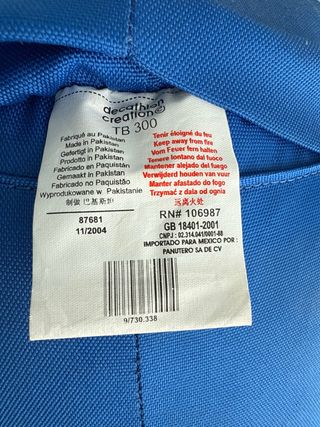 decathlon
creation
TB 300
Fabriqué au Pakistan
Made in Pakistan
Gefertigt in Pakistan
Prodotto in Pakistan
Fabricado en Pakistan
Gemaakt in Pakistan
Fabricado no Paquistão
Wyprodukowane w Pakistanie
制做 巴基斯坦
87681
11/2004
Tenir éloigné du feu
Keep away from fire
Vom Feuer fern halten
Tenere lontano dal fuoco
Mantener alejado del fuego
Verwijderd houden van vuur
Manter afastado do fogo
Trzymać z dala od ognia
远离火处
RN# 106987
GB 18401-2001
CNPJ : 02.314.041/0001-88
IMPORTADO PARA MEXICO POR :
PANUTERO SA DE CV
9/730.338